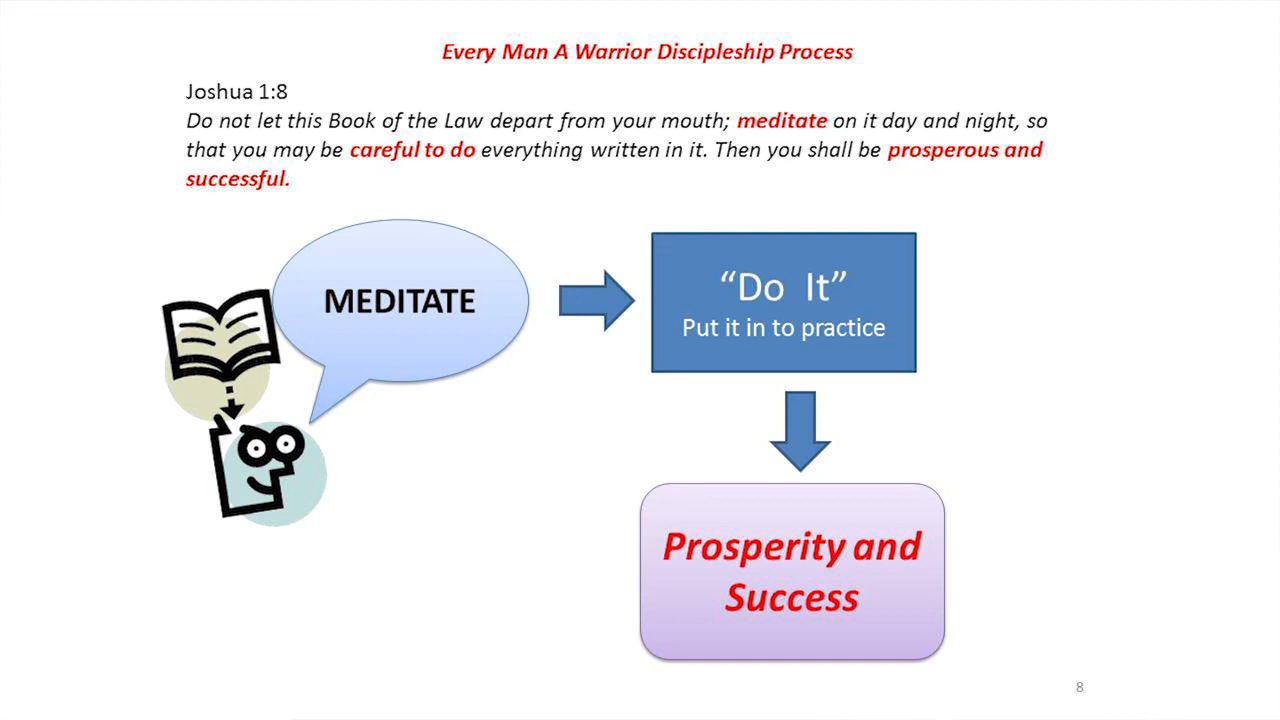 Every Man A Warrior Discipleship Process
Joshua 1:8
Do not let this Book of the Law depart from your mouth; meditate on it day and night, so
that you may be careful to do everything written in it. Then you shall be prosperous and
successful.
MEDITATE
“Do It”
Put it in to practice
Prosperity and
Success
8